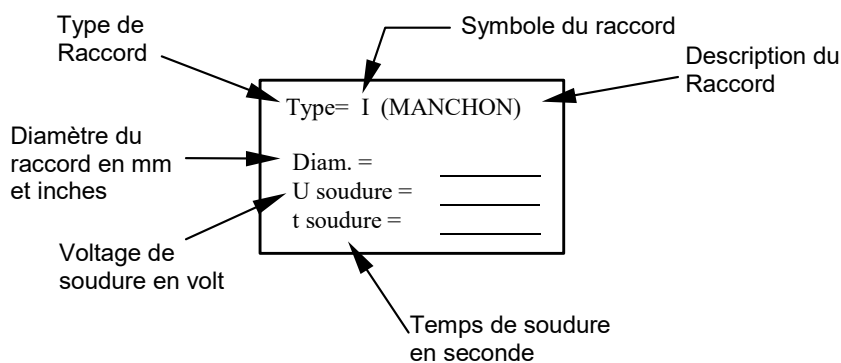 Type de
Raccord
Symbole du raccord
Description du
Raccord
Type= I (MANCHON)
Diamètre du
raccord en mm
et inches
Diam. =
U soudure =
t soudure =
Voltage de
soudure en volt
Temps de soudure
en seconde